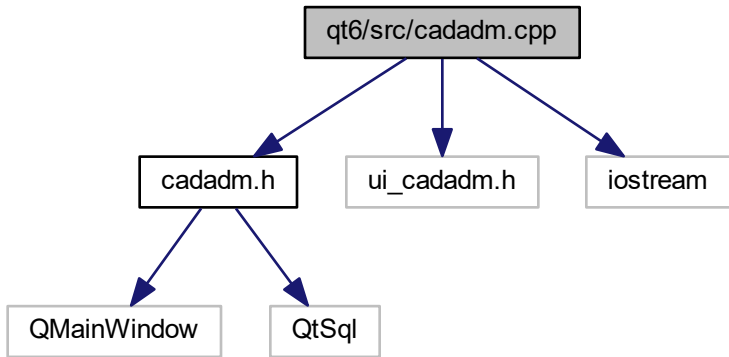 qt6/src/cadadm.cpp
cadadm.h
ui_cadadm.h
iostream
QMainWindow
QtSql